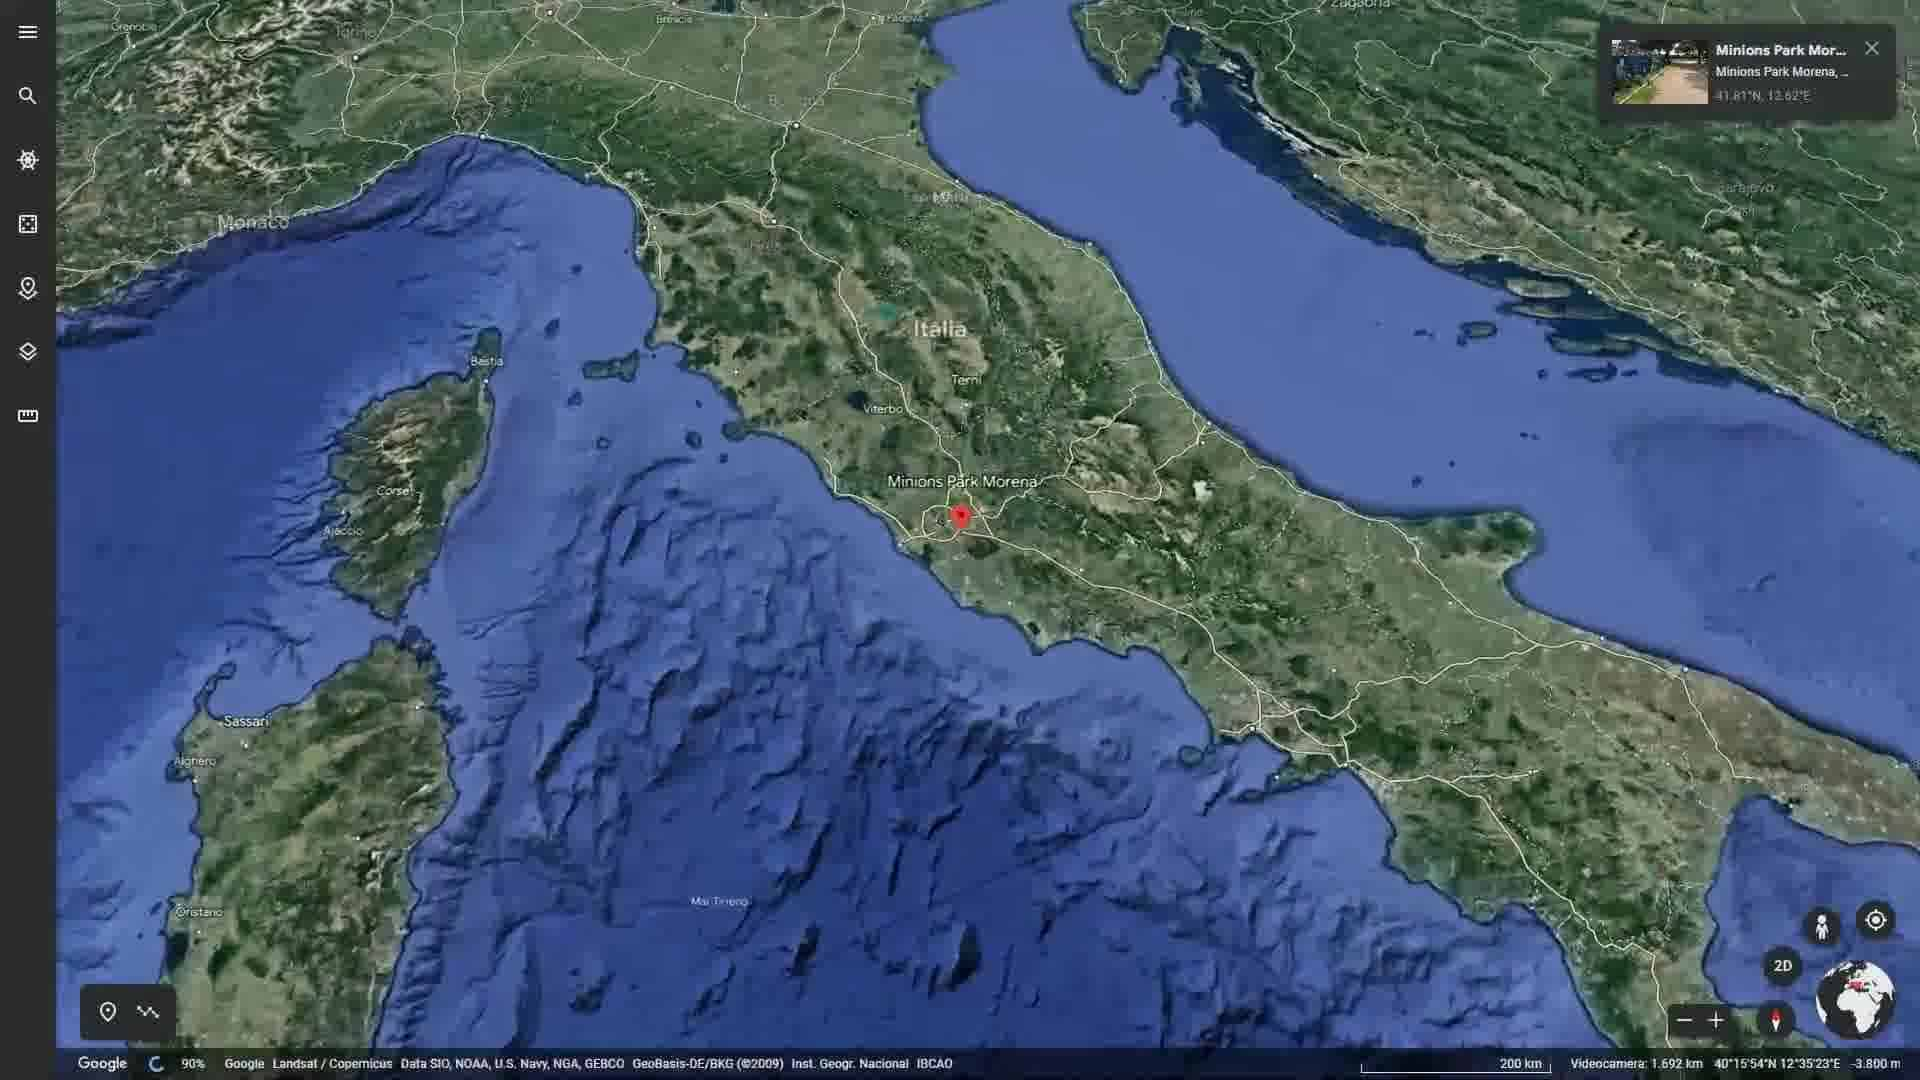 Grenoble
Torino
Brescia
Padova
Zagabria
Minions Park Mor...
Minions Park Morena, ...
41.81°N, 12.62°E
Monaco
Sarajevo
Italia
Bastia
Terni
Viterbo
Minions Park Morena
Corse
Ajaccio
Sassari
Alghero
Mar Tirreno
Oristano
2D
Google
90%
Google Landsat / Copernicus Data SIO, NOAA, U.S. Navy, NGA, GEBCO GeoBasis-DE/BKG (©2009) Inst. Geogr. Nacional IBCAO
200 km
Videocamera: 1.692 km 40°15'54"N 12°35'23"E -3.800 m